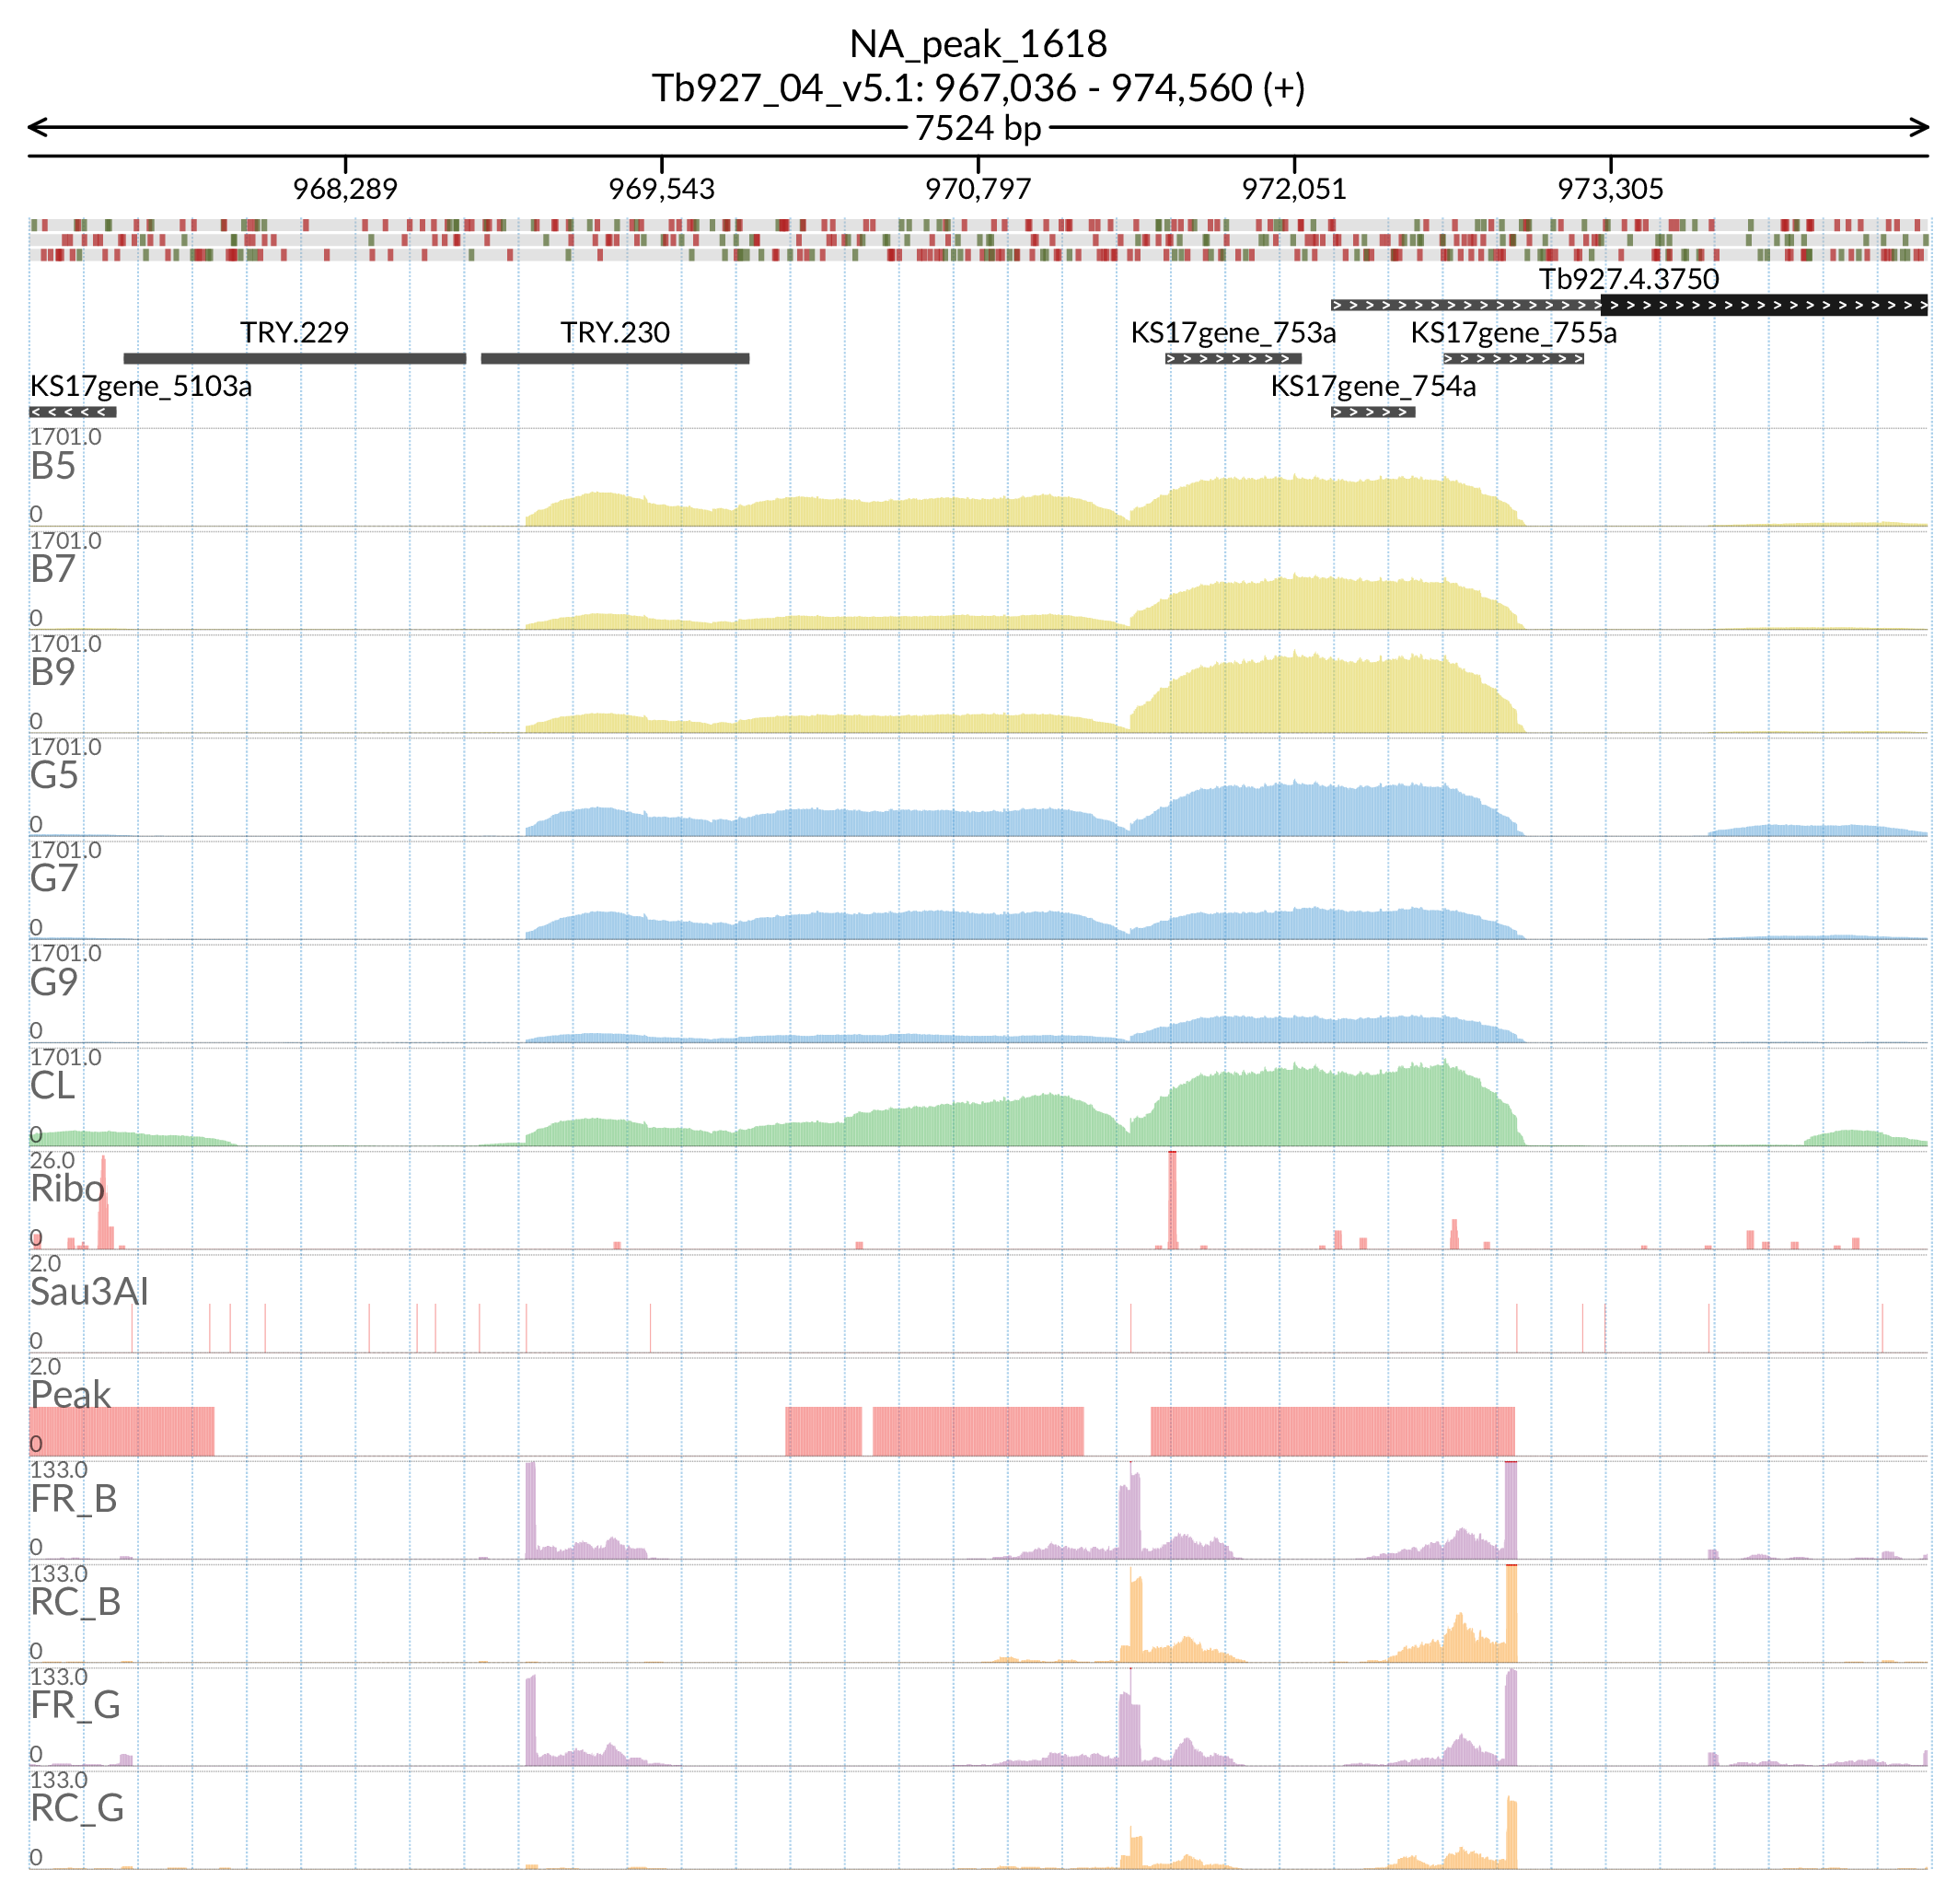 NA_peak_1618
Tb927_04_v5.1: 967,036 - 974,560 (+)
7524 bp
968,289 969,543 970,797 972,051 973,305
Tb927.4.3750
TRY.229 TRY.230 KS17gene_753a KS17gene_755a
KS17gene_5103a KS17gene_754a
1701.0
B5
0
1701.0
B7
0
1701.0
B9
0
1701.0
G5
0
1701.0
G7
0
1701.0
G9
0
1701.0
CL
0
26.0
Ribo
0
2.0
Sau3AI
0
2.0
Peak
0
133.0
FR_B
0
133.0
RC_B
0
133.0
FR_G
0
133.0
RC_G
0